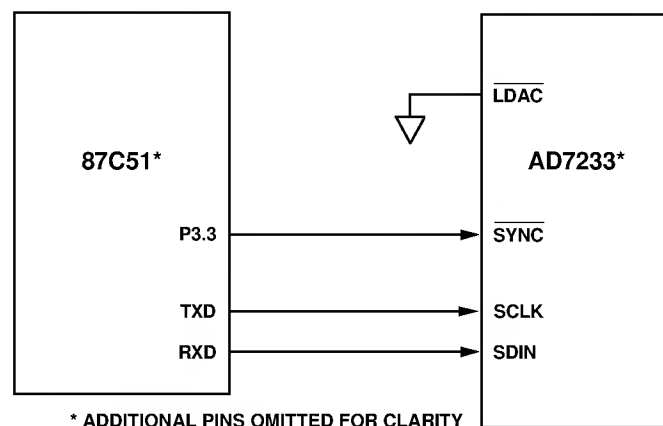 LDAC
87C51*
AD7233*
P3.3
SYNC
TXD
SCLK
RXD
SDIN
* ADDITIONAL PINS OMITTED FOR CLARITY